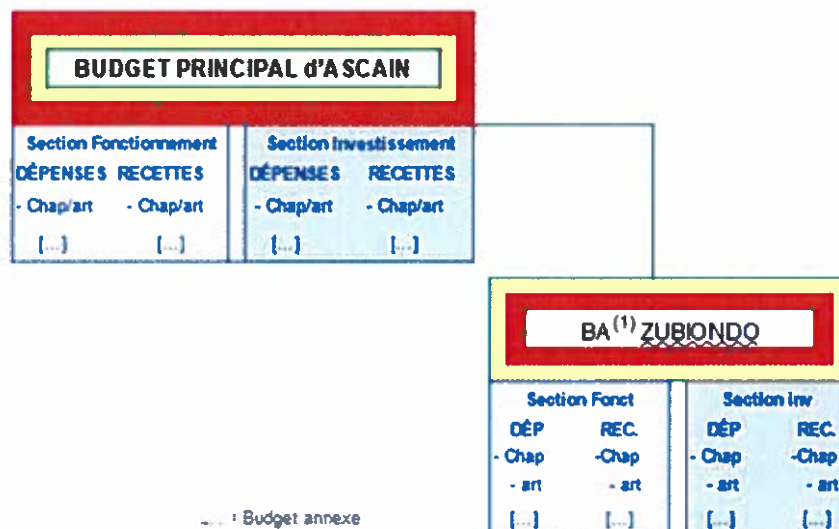 BUDGET PRINCIPAL d'ASCAIN
Section Fonctionnement Section Investissement
DÉPENSES RECETTES DÉPENSES RECETTES
- Chap/art - Chap/art - Chap/art - Chap/art
[...] [...] [...] [...]
BA(1) ZUBIONDO
Section Fonct Section Inv
DÉP REC. DÉP REC.
- Chap -Chap - Chap -Chap
- art - art - art - art
: Budget annexe [...] [...] [...] [...]